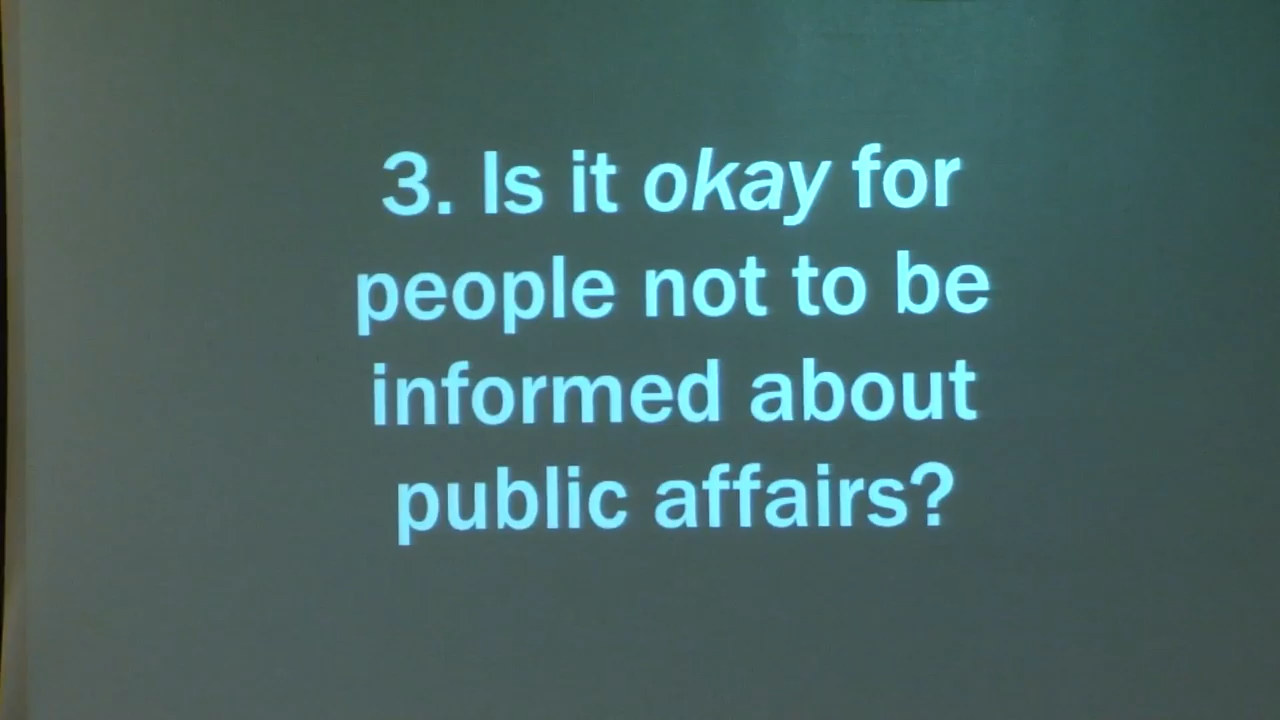 3. Is it okay for
people not to be
informed about
public affairs?